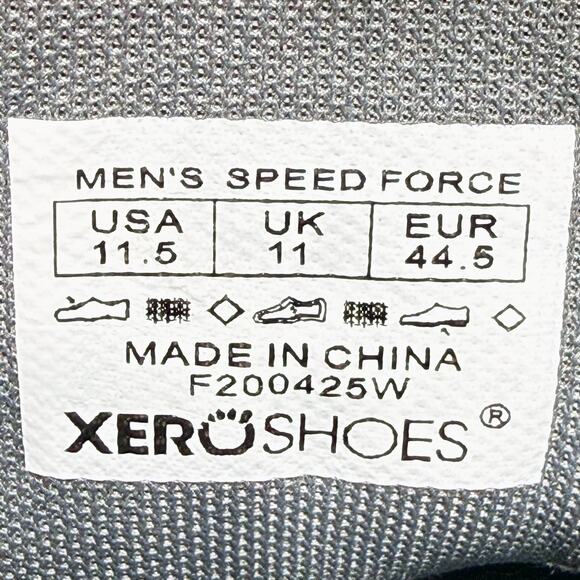 MEN'S SPEED FORCE
USA UK EUR
11.5 11 44.5
MADE IN CHINA
F200425W
XEROSHOES®